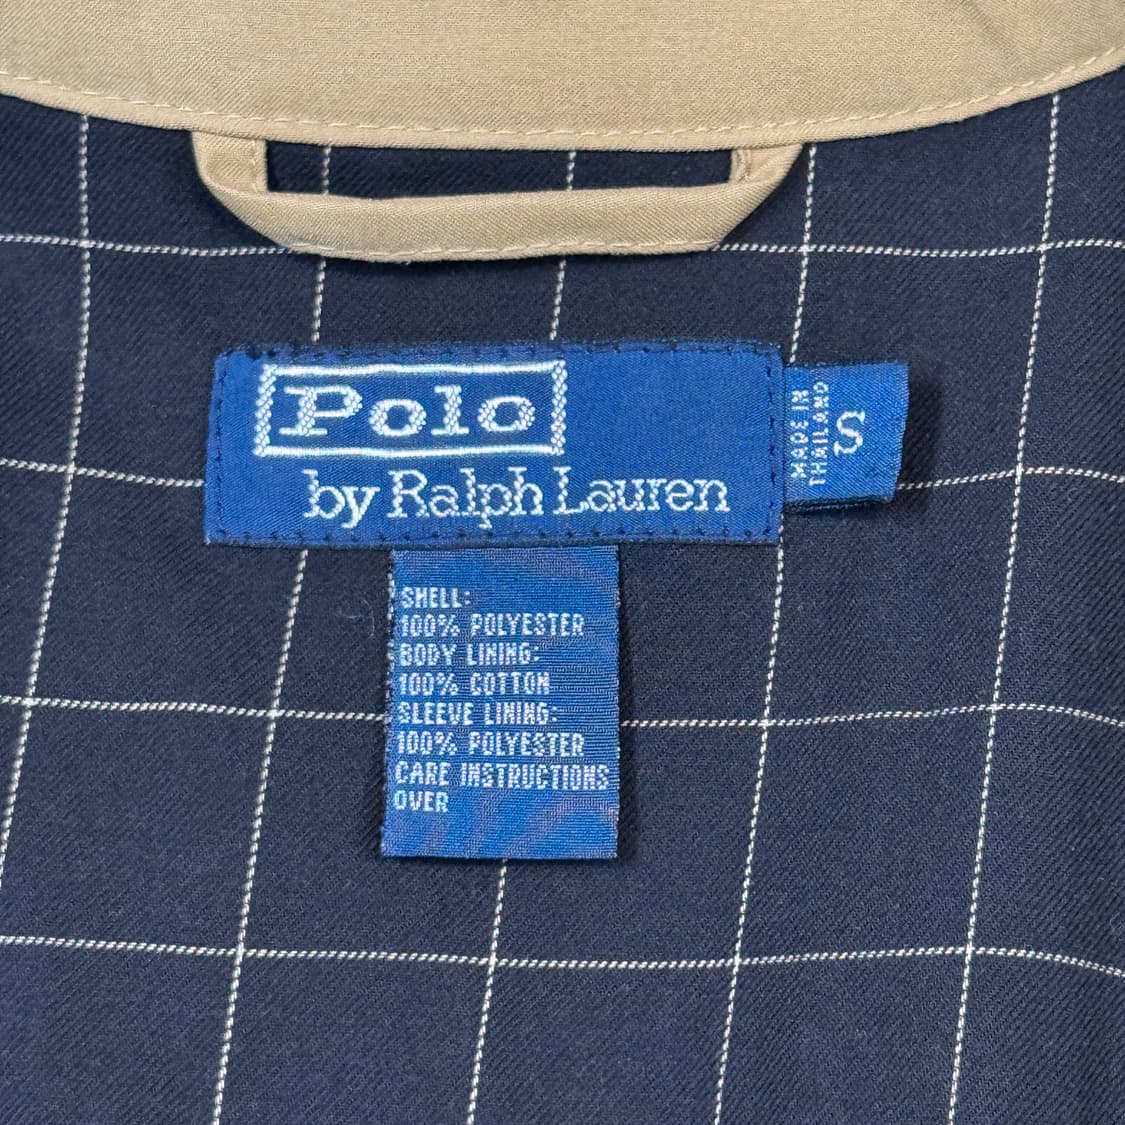 Polo
by Ralph Lauren
MADE IN
THAILAND
S
SHELL:
100% POLYESTER
BODY LINING:
100% COTTON
SLEEVE LINING:
100% POLYESTER
CARE INSTRUCTIONS
OVER